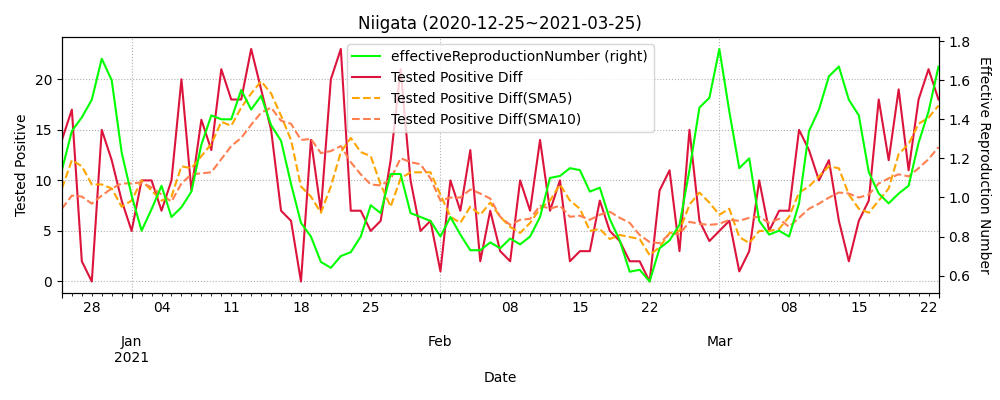 Niigata (2020-12-25~2021-03-25)
effectiveReproductionNumber (right)
Tested Positive Diff
Tested Positive Diff(SMA5)
Tested Positive Diff(SMA10)
Tested Positive
20
15
10
5
0
1.8
1.6
1.4
1.2
1.0
0.8
0.6
Effective Reproduction Number
28 04 11 18 25 08 15 22 08 15 22
Jan Feb Mar
2021
Date